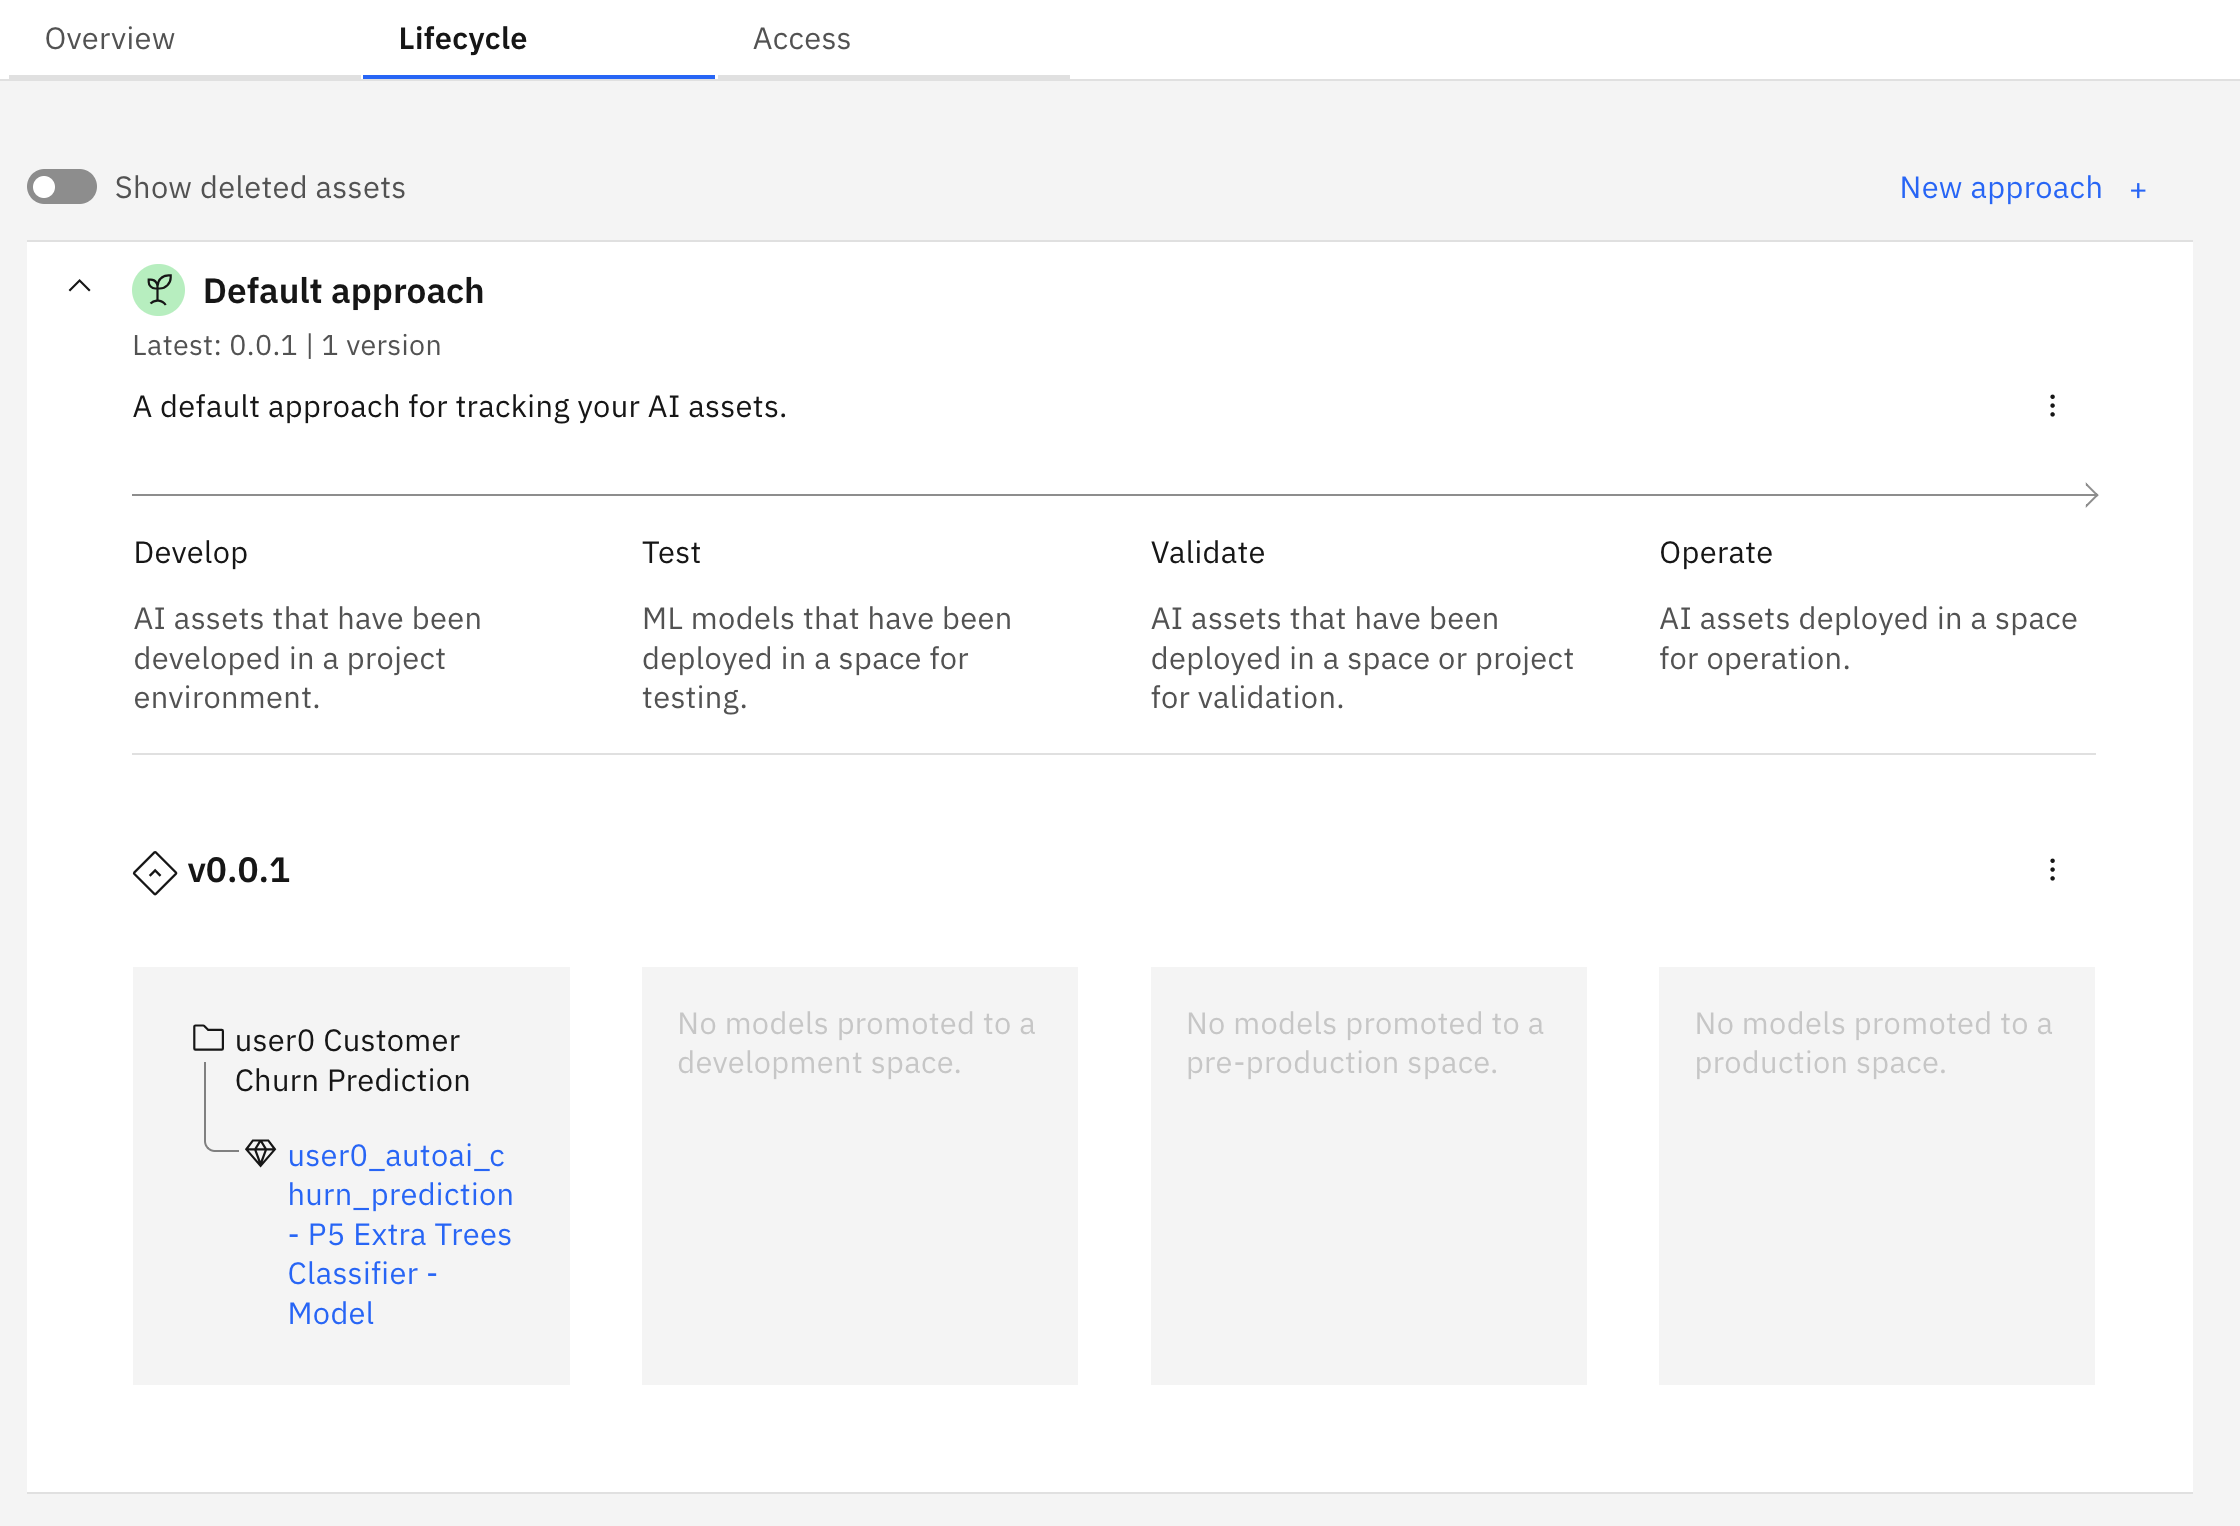 Overview
Lifecycle
Access
Show deleted assets
New approach +
Default approach
Latest: 0.0.1 | 1 version
A default approach for tracking your AI assets.
Develop
AI assets that have been
developed in a project
environment.
Test
ML models that have been
deployed in a space for
testing.
Validate
AI assets that have been
deployed in a space or project
for validation.
Operate
AI assets deployed in a space
for operation.
v0.0.1
user0 Customer
Churn Prediction
user0_autoai_c
hurn_prediction
- P5 Extra Trees
Classifier -
Model
No models promoted to a
development space.
No models promoted to a
pre-production space.
No models promoted to a
production space.